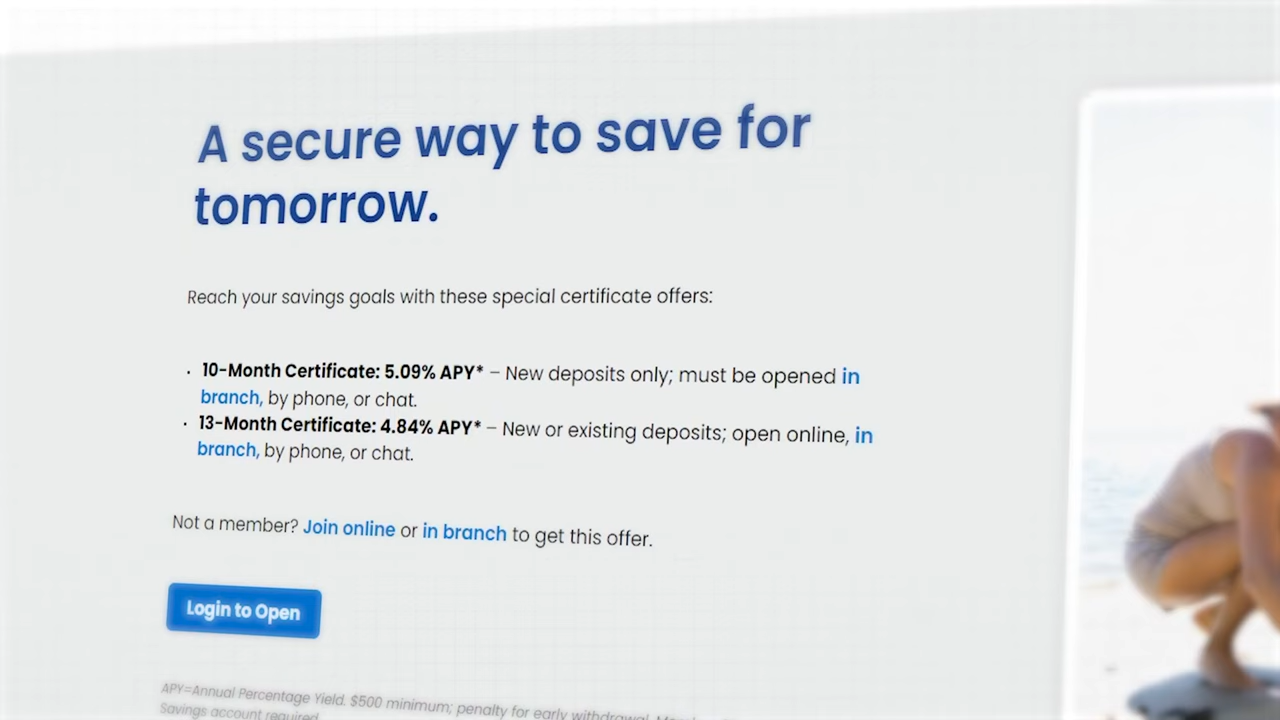 A secure way to save for
tomorrow.
Reach your savings goals with these special certificate offers:
· 10-Month Certificate: 5.09% APY* – New deposits only; must be opened in
branch, by phone, or chat.
· 13-Month Certificate: 4.84% APY* – New or existing deposits; open online, in
branch, by phone, or chat.
Not a member? Join online or in branch to get this offer.
Login to Open
APY=Annual Percentage Yield. $500 minimum; penalty for early withdrawal.
Savings account required.